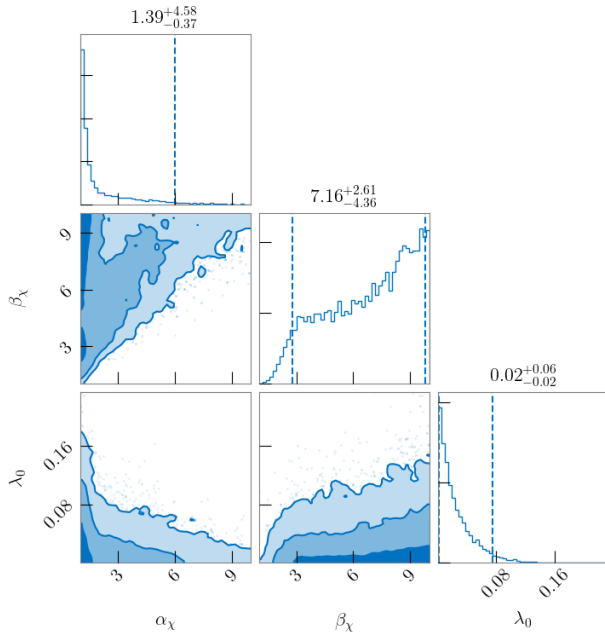 1.39^{+4.58}_{-0.37}
9
6
3
β_χ
7.16^{+2.61}_{-4.36}
0.16
0.08
λ_0
0.02^{+0.06}_{-0.02}
3 6 9
3 6 9
0.08 0.16
α_χ β_χ λ_0